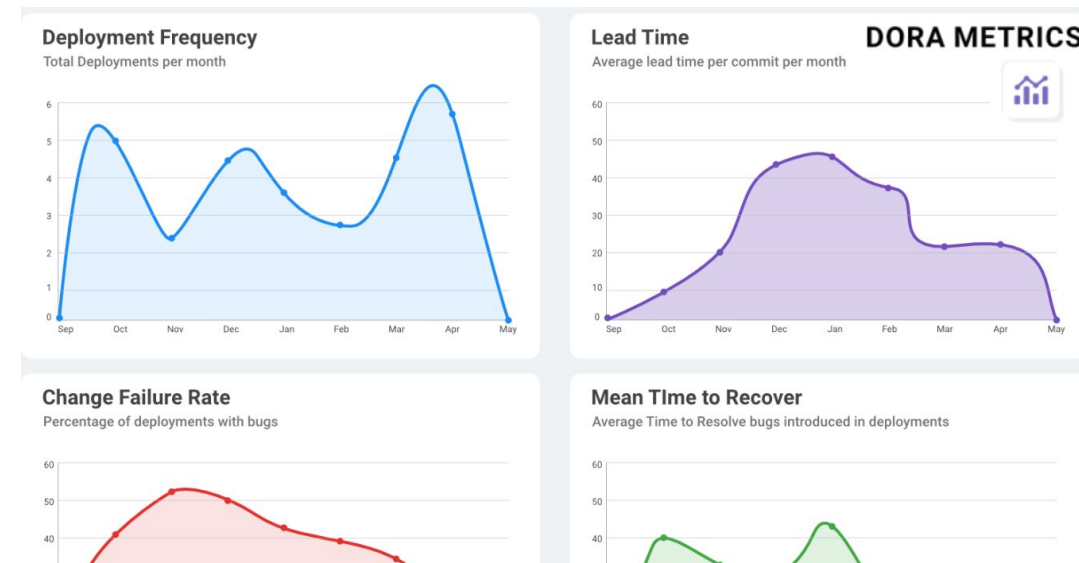 DORA METRICS
Deployment Frequency
Total Deployments per month
6
5
4
3
2
1
0
Sep Oct Nov Dec Jan Feb Mar Apr May
Lead Time
Average lead time per commit per month
60
50
40
30
20
10
0
Sep Oct Nov Dec Jan Feb Mar Apr May
Change Failure Rate
Percentage of deployments with bugs
60
50
40
Mean TIme to Recover
Average Time to Resolve bugs introduced in deployments
60
50
40